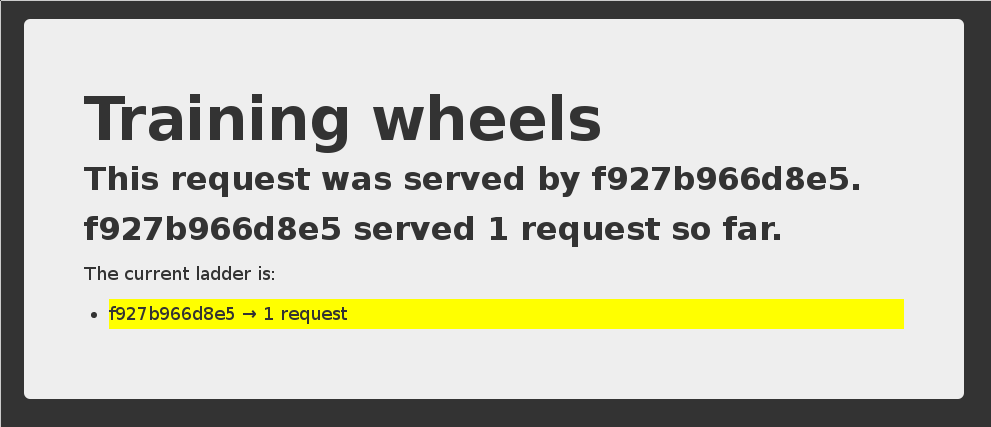 Training wheels
This request was served by f927b966d8e5.
f927b966d8e5 served 1 request so far.
The current ladder is:
• f927b966d8e5 → 1 request